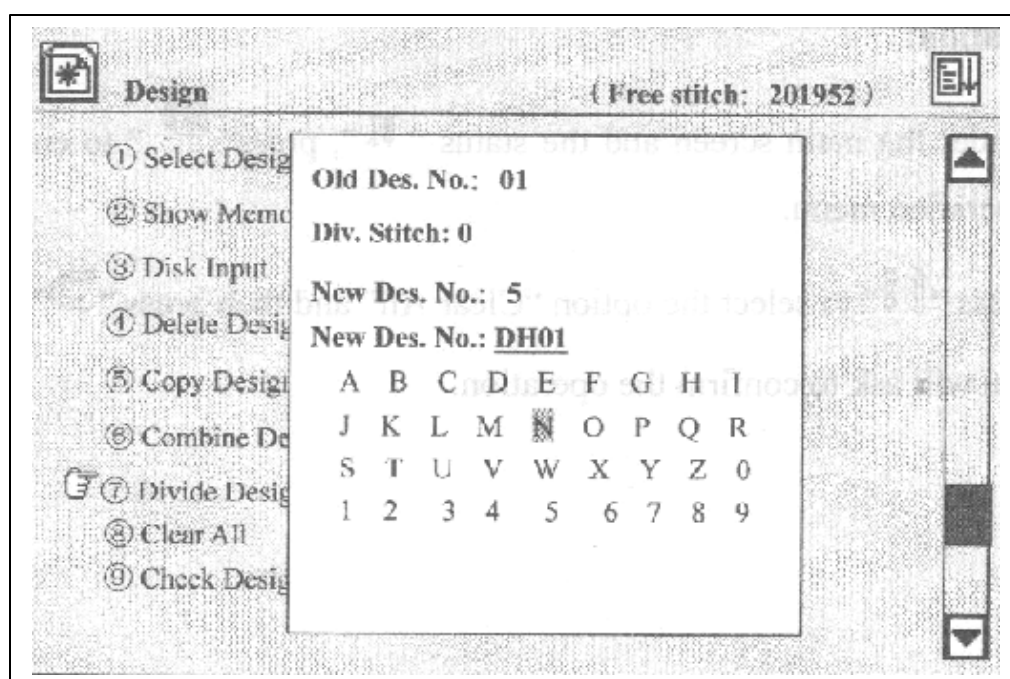 Design (Free stitch: 201952)
① Select Desig
② Show Memo
③ Disk Input
④ Delete Desig
⑤ Copy Design
⑥ Combine De
⑦ Divide Desig
⑧ Clear All
⑨ Check Desig
Old Des. No.: 01
Div. Stitch: 0
New Des. No.: 5
New Des. No.: DH01
A B C D E F G H I
J K L M N O P Q R
S T U V W X Y Z 0
1 2 3 4 5 6 7 8 9